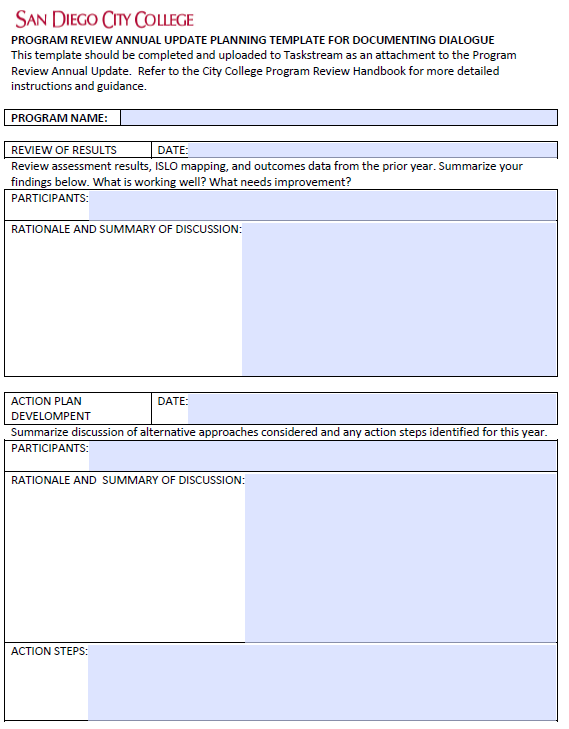 SAN DIEGO CITY COLLEGE
PROGRAM REVIEW ANNUAL UPDATE PLANNING TEMPLATE FOR DOCUMENTING DIALOGUE
This template should be completed and uploaded to Taskstream as an attachment to the Program
Review Annual Update.  Refer to the City College Program Review Handbook for more detailed
instructions and guidance.
PROGRAM NAME:
REVIEW OF RESULTS DATE:
Review assessment results, ISLO mapping, and outcomes data from the prior year. Summarize your
findings below. What is working well? What needs improvement?
PARTICIPANTS:
RATIONALE AND SUMMARY OF DISCUSSION:
ACTION PLAN DATE:
DEVELOMPENT
Summarize discussion of alternative approaches considered and any action steps identified for this year.
PARTICIPANTS:
RATIONALE AND  SUMMARY OF DISCUSSION:
ACTION STEPS: